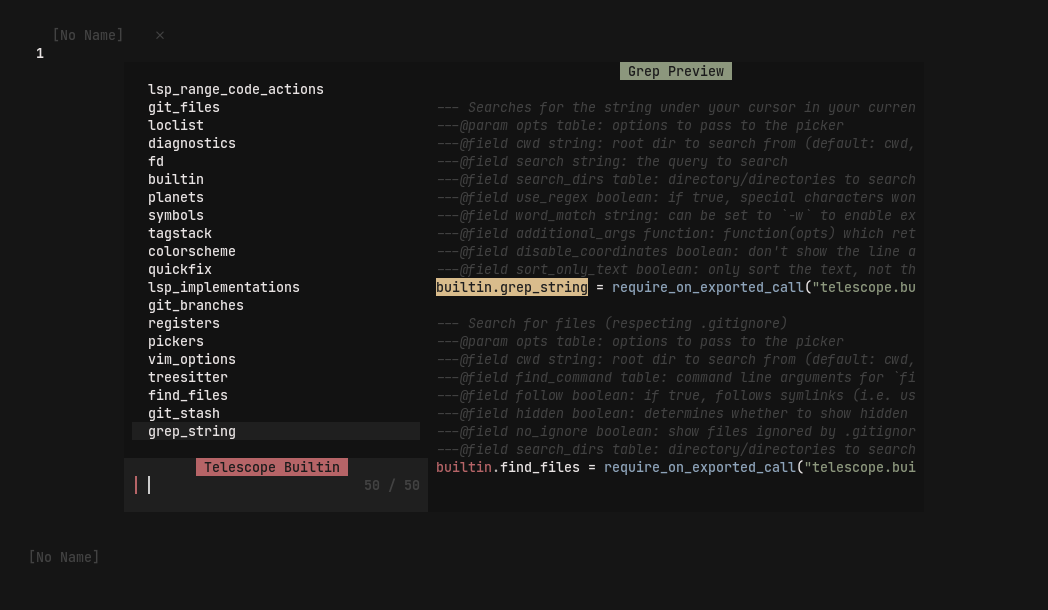 [No Name] ×
1
Grep Preview
lsp_range_code_actions
git_files
loclist
diagnostics
fd
builtin
planets
symbols
tagstack
colorscheme
quickfix
lsp_implementations
git_branches
registers
pickers
vim_options
treesitter
find_files
git_stash
grep_string
--- Searches for the string under your cursor in your curren
---@param opts table: options to pass to the picker
---@field cwd string: root dir to search from (default: cwd,
---@field search string: the query to search
---@field search_dirs table: directory/directories to search
---@field use_regex boolean: if true, special characters won
---@field word_match string: can be set to `-w` to enable ex
---@field additional_args function: function(opts) which ret
---@field disable_coordinates boolean: don't show the line a
---@field sort_only_text boolean: only sort the text, not th
builtin.grep_string = require_on_exported_call("telescope.bu
--- Search for files (respecting .gitignore)
---@param opts table: options to pass to the picker
---@field cwd string: root dir to search from (default: cwd,
---@field find_command table: command line arguments for `fi
---@field follow boolean: if true, follows symlinks (i.e. us
---@field hidden boolean: determines whether to show hidden
---@field no_ignore boolean: show files ignored by .gitignor
---@field search_dirs table: directory/directories to search
builtin.find_files = require_on_exported_call("telescope.bui
Telescope Builtin
50 / 50
[No Name]